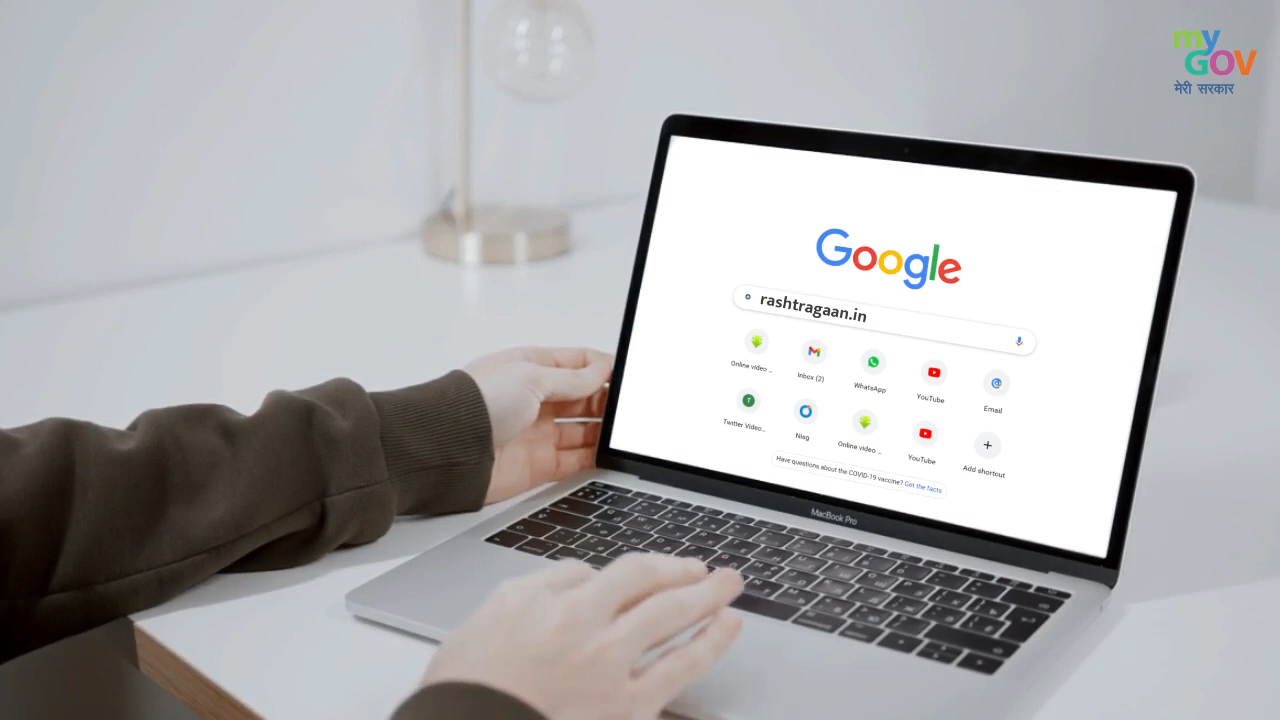 my
GOV
मेरी सरकार
Google
rashtragaan.in
Online video ...
Inbox (2)
WhatsApp
YouTube
Email
T
Twitter Video...
Online video ...
YouTube
Add shortcut
Have questions about the COVID-19 vaccine? Get the facts
MacBook Pro